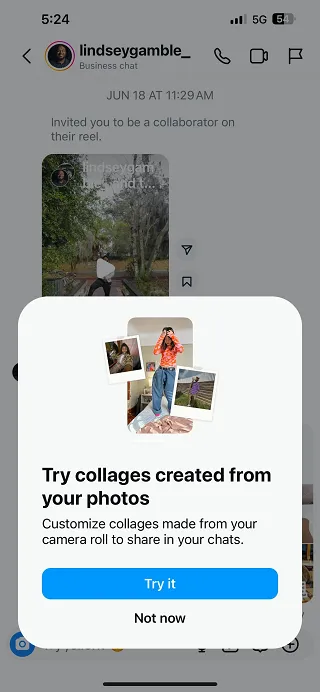 5:24
5G
54
lindseygamble_
Business chat
JUN 18 AT 11:29 AM
Invited you to be a collaborator on
their reel.
lindseygam
Try collages created from
your photos
Customize collages made from your
camera roll to share in your chats.
Try it
Not now